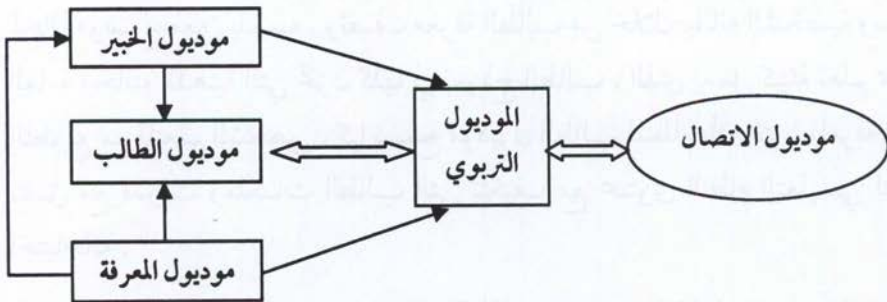 موديول الخبير
موديول الطالب
موديول المعرفة
الموديول
التربوي
موديول الاتصال